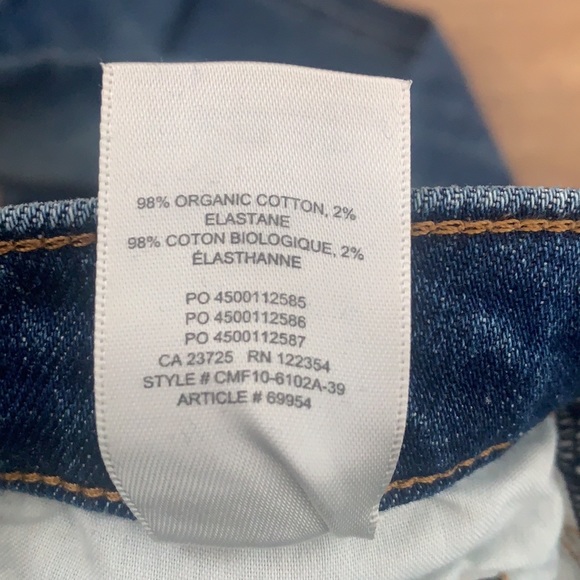 98% ORGANIC COTTON, 2%
ELASTANE
98% COTON BIOLOGIQUE, 2%
ÉLASTHANNE
PO 4500112585
PO 4500112586
PO 4500112587
CA 23725 RN 122354
STYLE # CMF10-6102A-39
ARTICLE # 69954